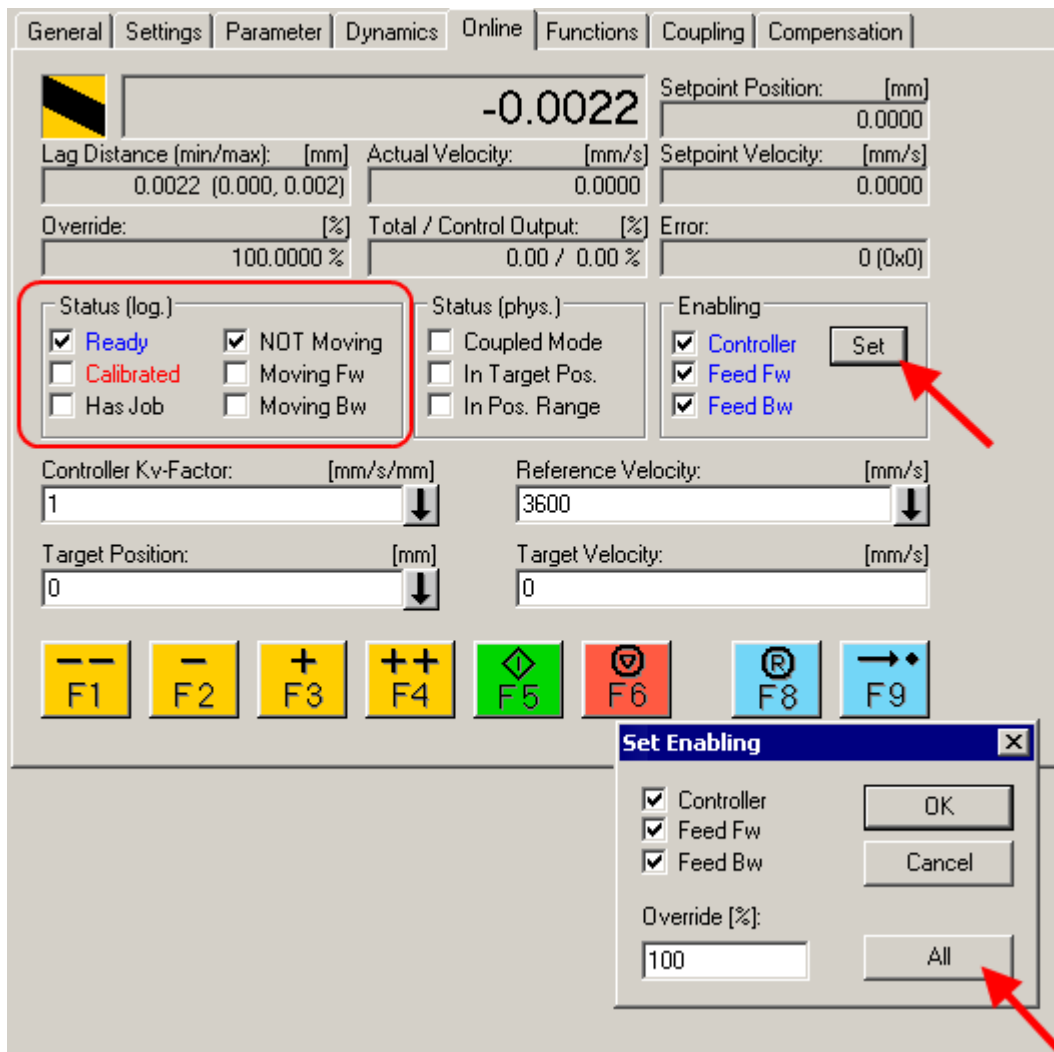 General Settings Parameter Dynamics Online Functions Coupling Compensation
-0.0022
Setpoint Position: [mm]
0.0000
Lag Distance (min/max): [mm] Actual Velocity: [mm/s] Setpoint Velocity: [mm/s]
0.0022 (0.000, 0.002) 0.0000 0.0000
Override: [%] Total / Control Output: [%] Error:
100.0000 % 0.00 / 0.00 % 0 (0x0)
Status (log.) Status (phys.) Enabling
Ready NOT Moving Coupled Mode Controller Set
Calibrated Moving Fw In Target Pos. Feed Fw
Has Job Moving Bw In Pos. Range Feed Bw
Controller Kv-Factor: [mm/s/mm] Reference Velocity: [mm/s]
1 3600
Target Position: [mm] Target Velocity: [mm/s]
0 0
-- - + ++ R
F1 F2 F3 F4 F5 F6 F8 F9
Set Enabling
Controller OK
Feed Fw
Feed Bw Cancel
Override [%]:
100 All